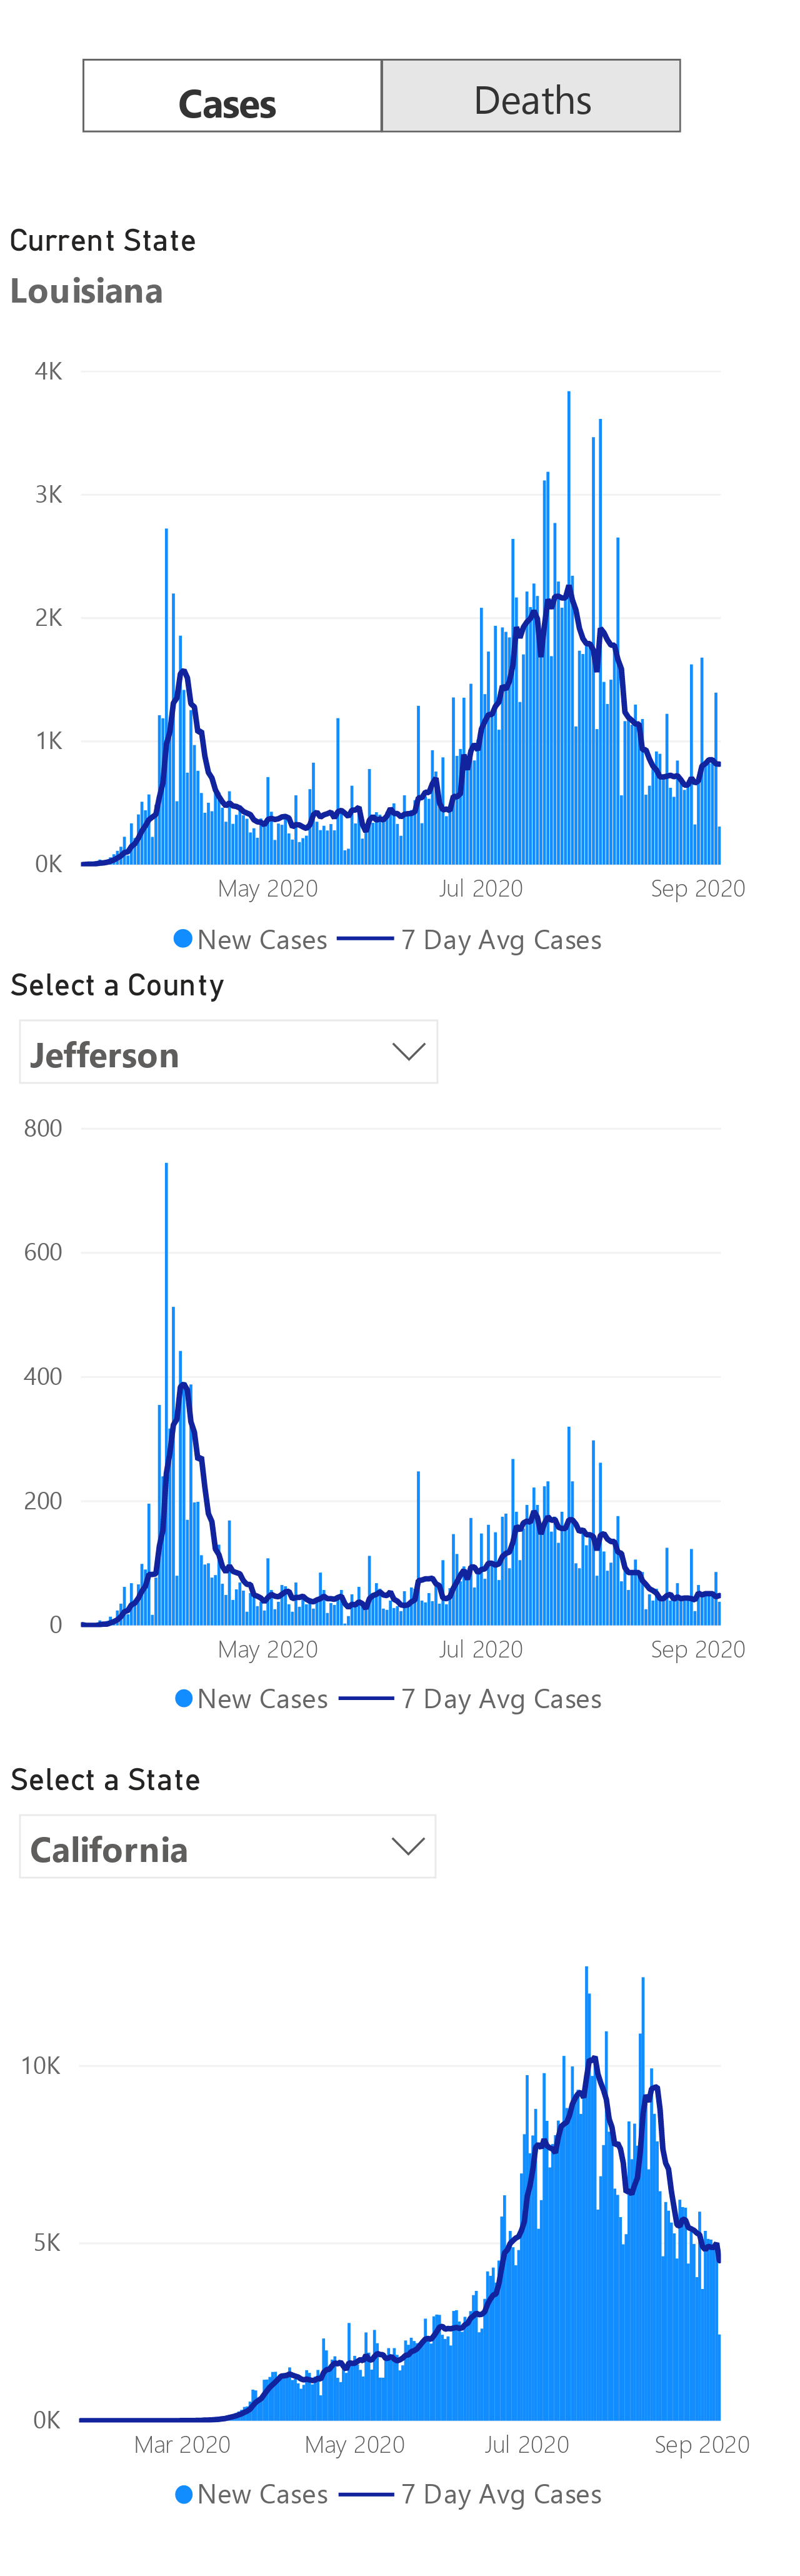 Cases Deaths
Current State
Louisiana
4K
3K
2K
1K
0K
May 2020 Jul 2020 Sep 2020
New Cases 7 Day Avg Cases
Select a County
Jefferson
800
600
400
200
0
May 2020 Jul 2020 Sep 2020
New Cases 7 Day Avg Cases
Select a State
California
10K
5K
0K
Mar 2020 May 2020 Jul 2020 Sep 2020
New Cases 7 Day Avg Cases